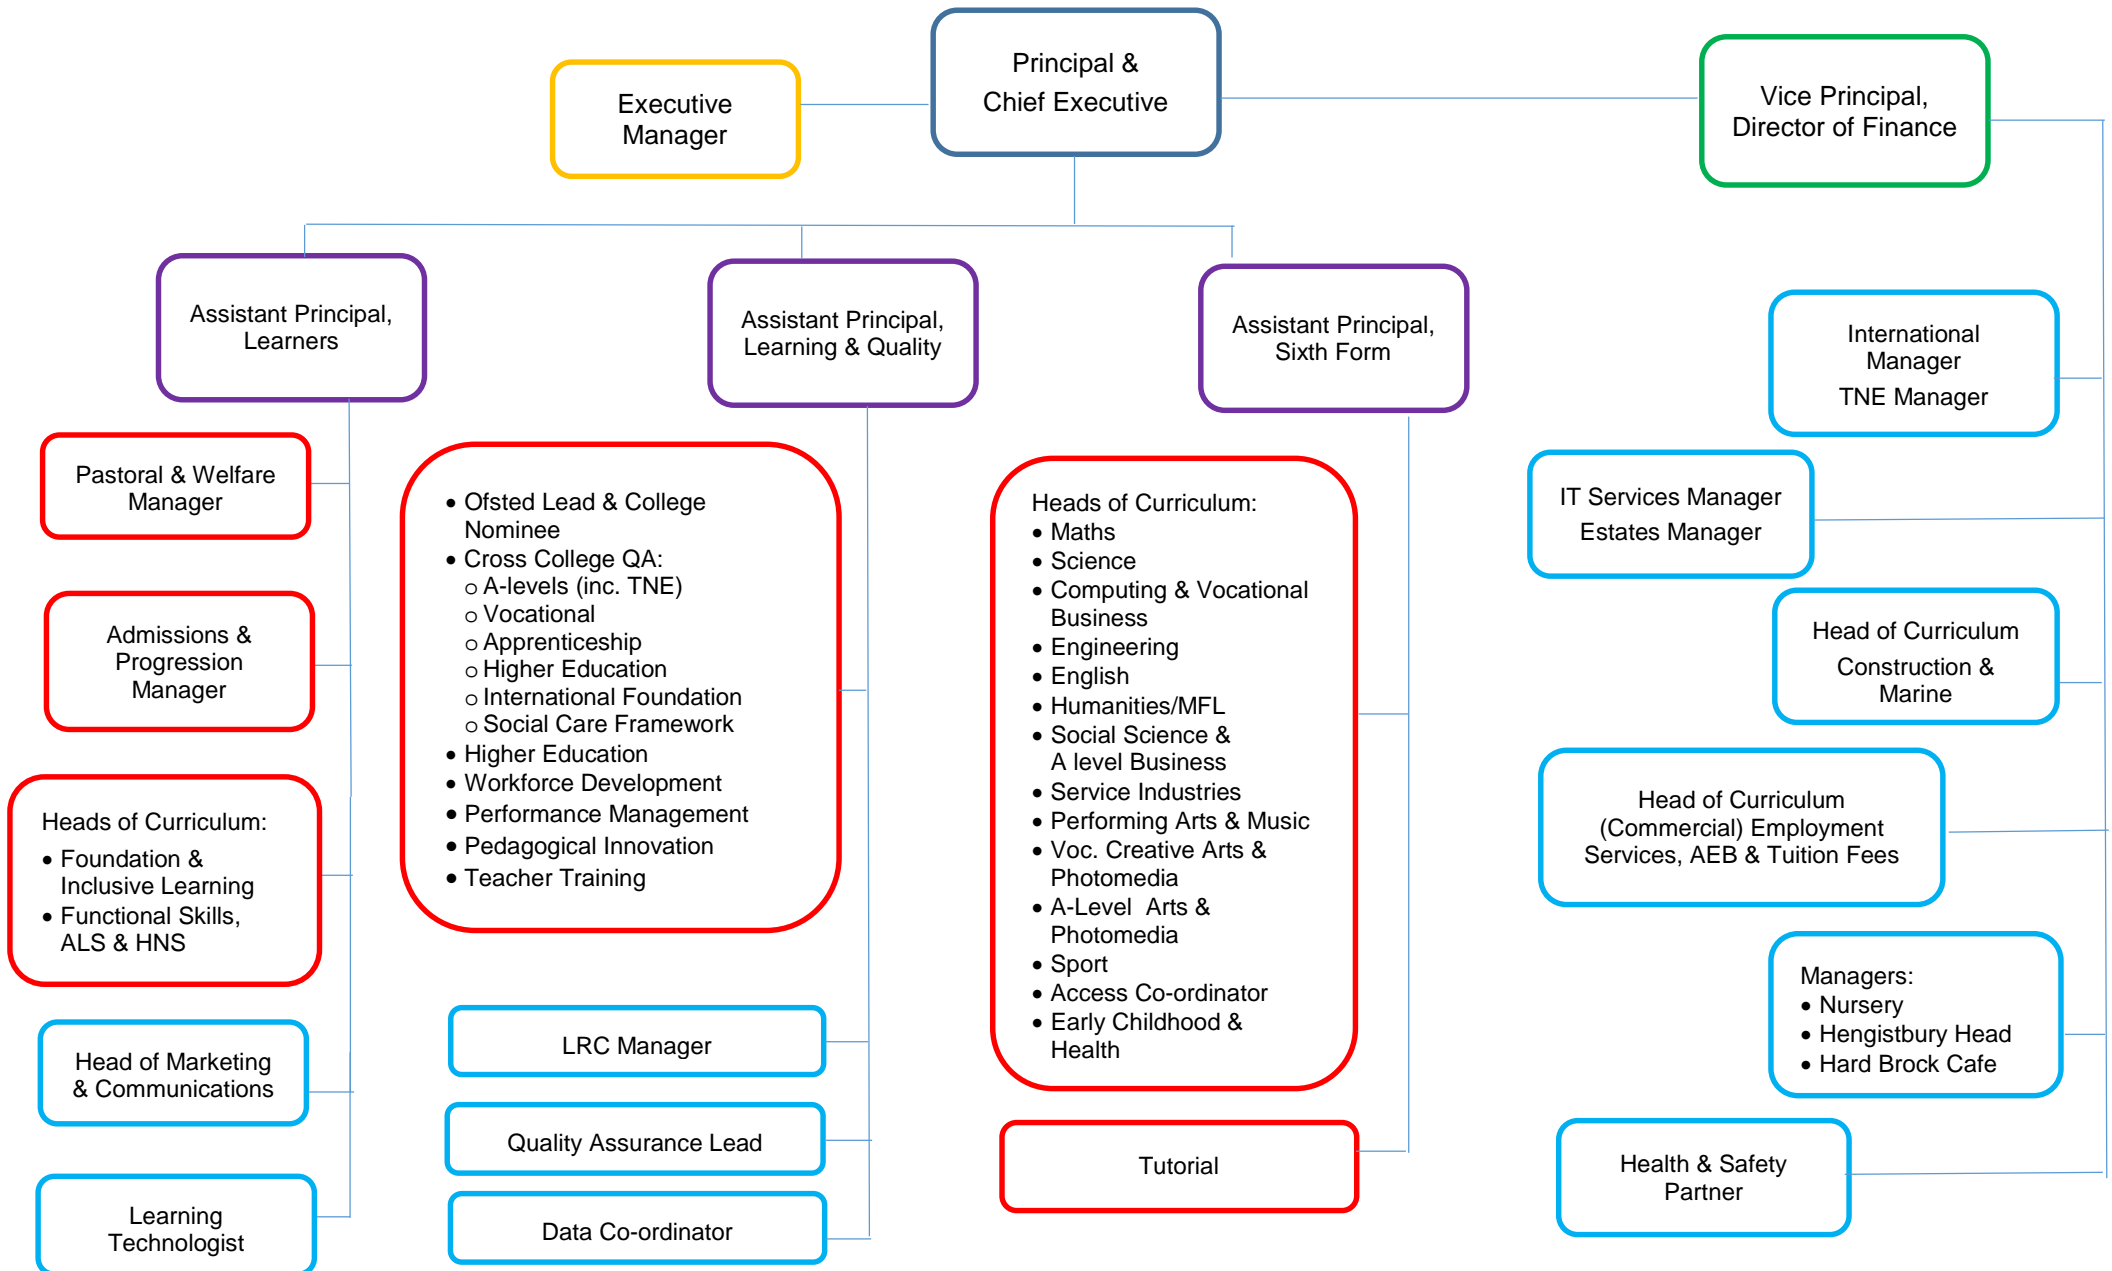 Principal &
Chief Executive
Executive
Manager
Vice Principal,
Director of Finance
Assistant Principal,
Learners
Assistant Principal,
Learning & Quality
Assistant Principal,
Sixth Form
Pastoral & Welfare
Manager
Admissions &
Progression
Manager
Heads of Curriculum:
• Foundation &
Inclusive Learning
• Functional Skills,
ALS & HNS
Head of Marketing
& Communications
Learning
Technologist
• Ofsted Lead & College
Nominee
• Cross College QA:
o A-levels (inc. TNE)
o Vocational
o Apprenticeship
o Higher Education
o International Foundation
o Social Care Framework
• Higher Education
• Workforce Development
• Performance Management
• Pedagogical Innovation
• Teacher Training
LRC Manager
Quality Assurance Lead
Data Co-ordinator
Heads of Curriculum:
• Maths
• Science
• Computing & Vocational
Business
• Engineering
• English
• Humanities/MFL
• Social Science &
A level Business
• Service Industries
• Performing Arts & Music
• Voc. Creative Arts &
Photomedia
• A-Level Arts &
Photomedia
• Sport
• Access Co-ordinator
• Early Childhood &
Health
Tutorial
International
Manager
TNE Manager
IT Services Manager
Estates Manager
Head of Curriculum
Construction &
Marine
Head of Curriculum
(Commercial) Employment
Services, AEB & Tuition Fees
Managers:
• Nursery
• Hengistbury Head
• Hard Brock Cafe
Health & Safety
Partner